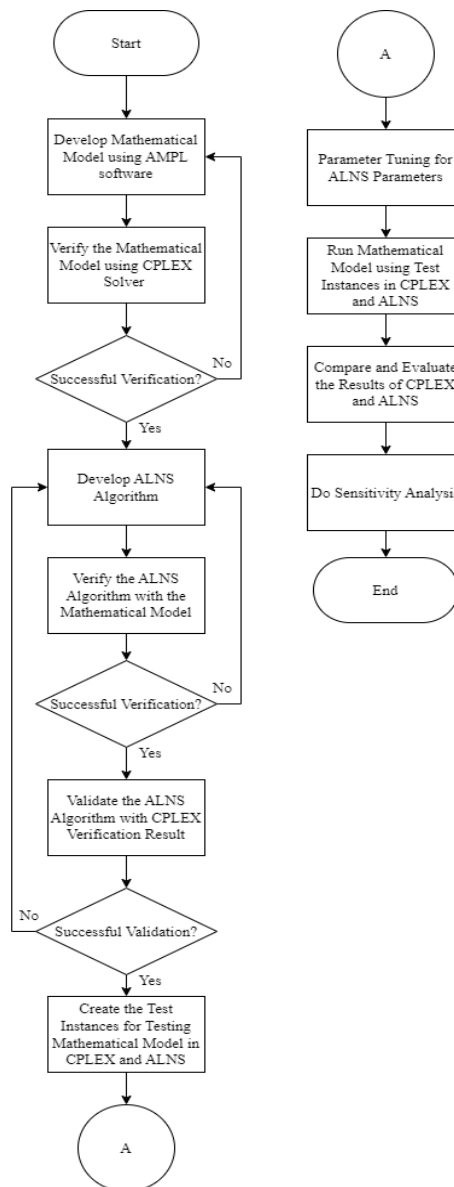 Start
Develop Mathematical
Model using AMPL
software
Verify the Mathematical
Model using CPLEX
Solver
No
Successful Verification?
Yes
Develop ALNS
Algorithm
Verify the ALNS
Algorithm with the
Mathematical Model
No
Successful Verification?
Yes
Validate the ALNS
Algorithm with CPLEX
Verification Result
No
Successful Validation?
Yes
Create the Test
Instances for Testing
Mathematical Model in
CPLEX and ALNS
A
A
Parameter Tuning for
ALNS Parameters
Run Mathematical
Model using Test
Instances in CPLEX
and ALNS
Compare and Evaluate
the Results of CPLEX
and ALNS
Do Sensitivity Analysis
End